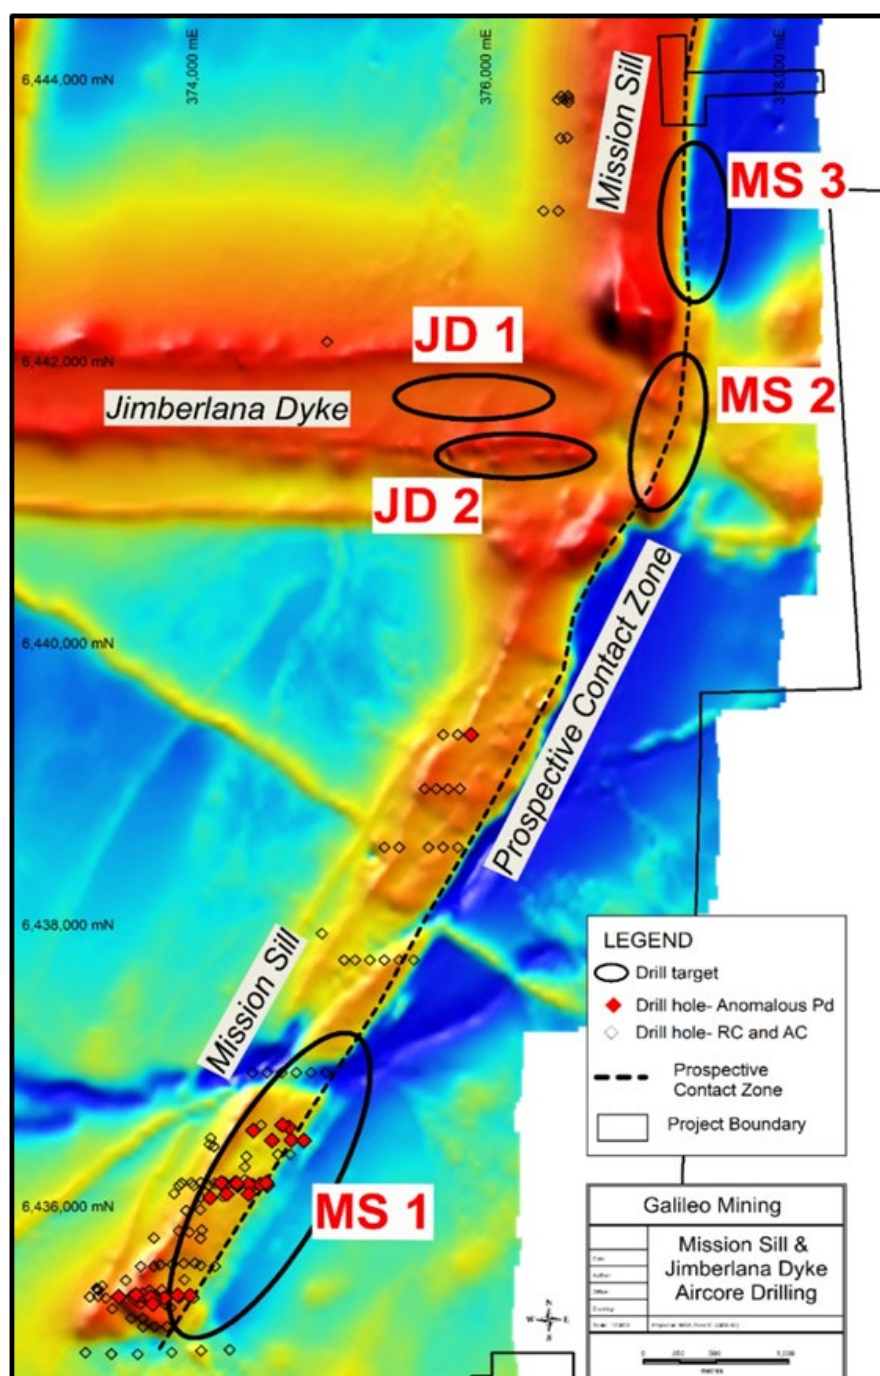 374,000 mE
376,000 mE
378,000 mE
6,444,000 mN
Mission Sill
MS 3
JD 1
6,442,000 mN
MS 2
Jimberlana Dyke
JD 2
Prospective Contact Zone
6,440,000 mN
6,438,000 mN
Mission Sill
LEGEND
Drill target
Drill hole- Anomalous Pd
Drill hole- RC and AC
Prospective
Contact Zone
Project Boundary
6,436,000 mN
MS 1
Galileo Mining
Mission Sill &
Jimberlana Dyke
Aircore Drilling
N
W E
S
metres